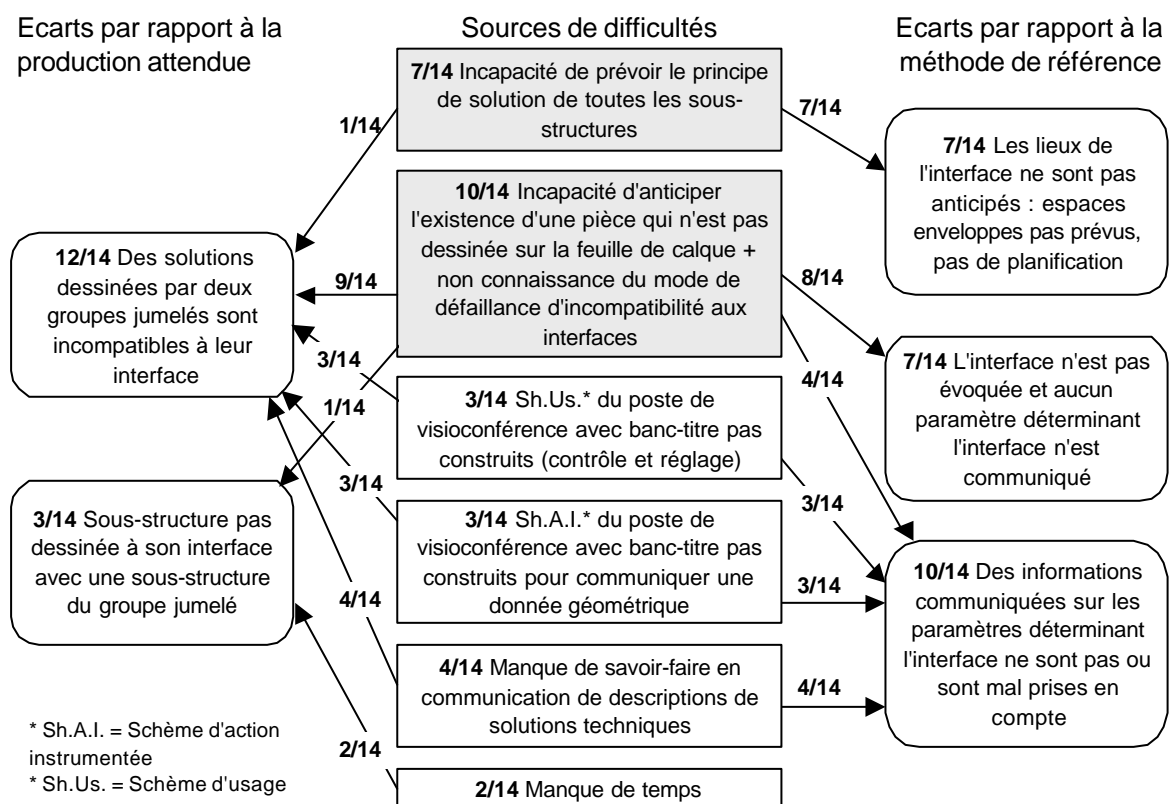 Ecarts par rapport à la
production attendue
Sources de difficultés
Ecarts par rapport à la
méthode de référence
7/14 Incapacité de prévoir le principe
de solution de toutes les sous-
structures
10/14 Incapacité d'anticiper
l'existence d'une pièce qui n'est pas
dessinée sur la feuille de calque +
non connaissance du mode de
défaillance d'incompatibilité aux
interfaces
3/14 Sh.Us.* du poste de
visioconférence avec banc-titre pas
construits (contrôle et réglage)
3/14 Sh.A.I.* du poste de
visioconférence avec banc-titre pas
construits pour communiquer une
donnée géométrique
4/14 Manque de savoir-faire en
communication de descriptions de
solutions techniques
2/14 Manque de temps
12/14 Des solutions
dessinées par deux
groupes jumelés sont
incompatibles à leur
interface
3/14 Sous-structure pas
dessinée à son interface
avec une sous-structure
du groupe jumelé
7/14 Les lieux de
l'interface ne sont pas
anticipés : espaces
enveloppes pas prévus,
pas de planification
7/14 L'interface n'est pas
évoquée et aucun
paramètre déterminant
l'interface n'est
communiqué
10/14 Des informations
communiquées sur les
paramètres déterminant
l'interface ne sont pas ou
sont mal prises en
compte
1/14
9/14
3/14
1/14
3/14
4/14
2/14
7/14
8/14
4/14
3/14
3/14
4/14
* Sh.A.I. = Schème d'action
instrumentée
* Sh.Us. = Schème d'usage